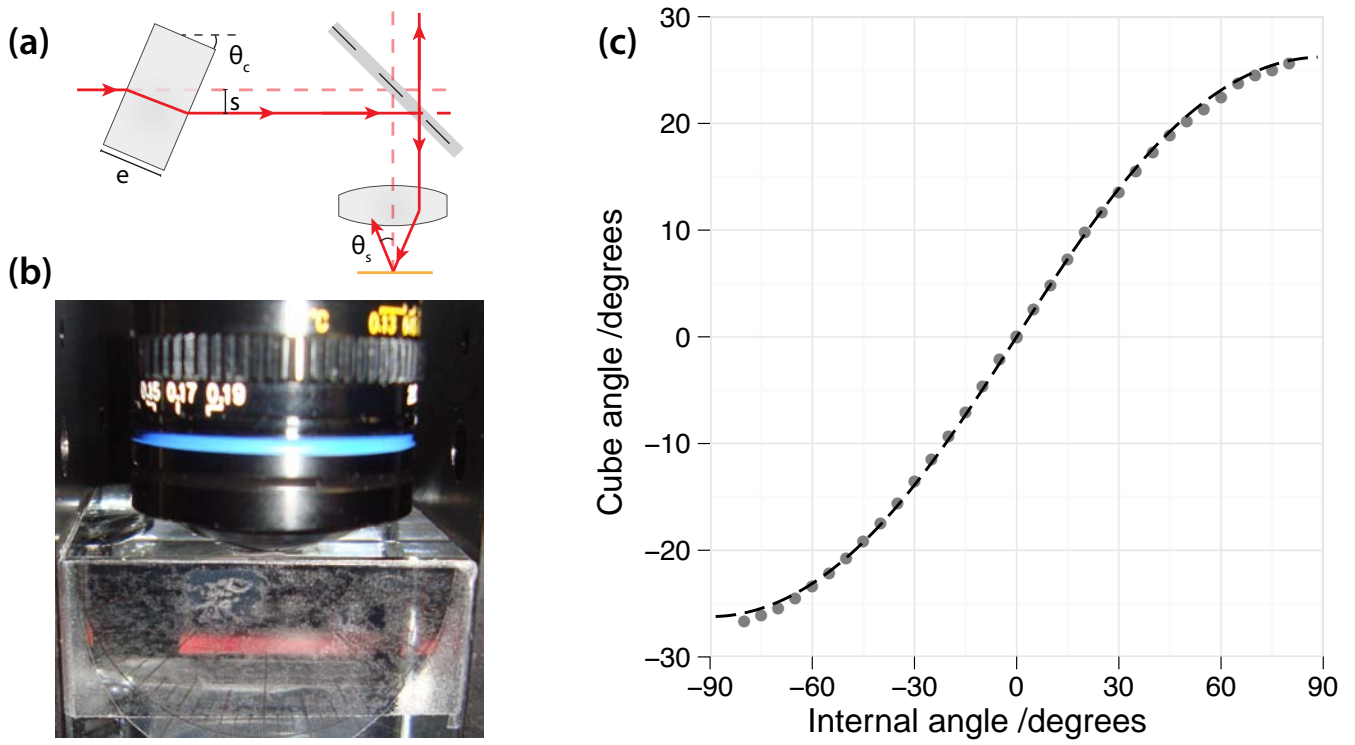 (a)
θc
s
e
θs
(b)
0.15 0.17 0.19
(c)
Cube angle /degrees
30
20
10
0
−10
−20
−30
−90
−60
−30
0
30
60
90
Internal angle /degrees